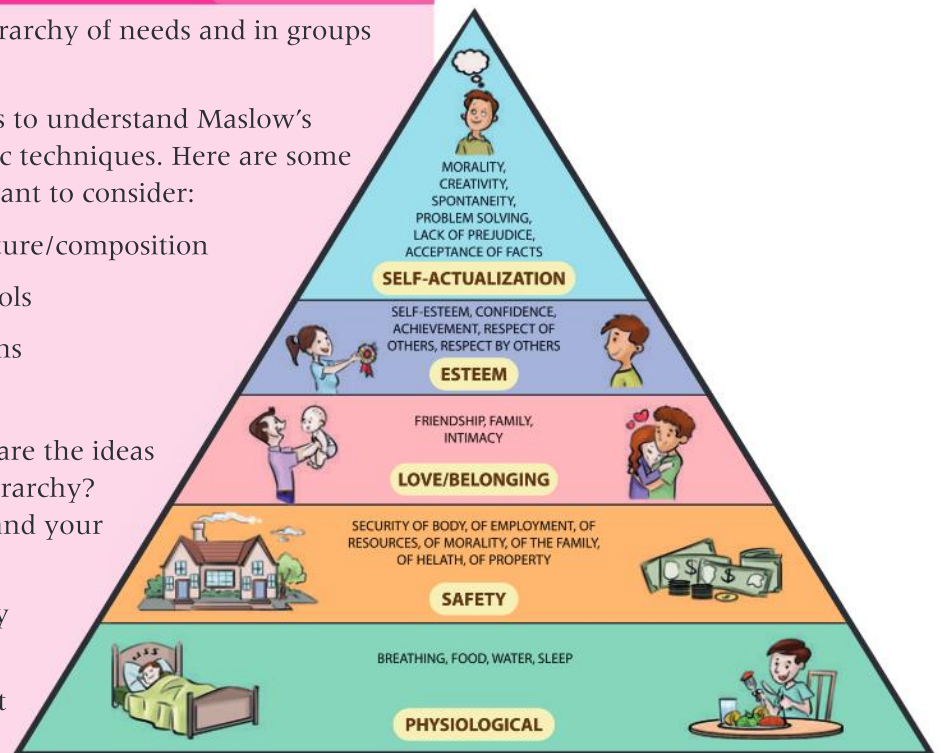 rarchy of needs and in groups
s to understand Maslow's
c techniques. Here are some
ant to consider:
ture/composition
ols
ns
are the ideas
rarchy?
and your
y
t
MORALITY,
CREATIVITY,
SPONTANEITY,
PROBLEM SOLVING,
LACK OF PREJUDICE,
ACCEPTANCE OF FACTS
SELF-ACTUALIZATION
SELF-ESTEEM, CONFIDENCE,
ACHIEVEMENT, RESPECT OF
OTHERS, RESPECT BY OTHERS
ESTEEM
FRIENDSHIP, FAMILY,
INTIMACY
LOVE/BELONGING
SECURITY OF BODY, OF EMPLOYMENT, OF
RESOURCES, OF MORALITY, OF THE FAMILY,
OF HELATH, OF PROPERTY
SAFETY
$ $
BREATHING, FOOD, WATER, SLEEP
PHYSIOLOGICAL